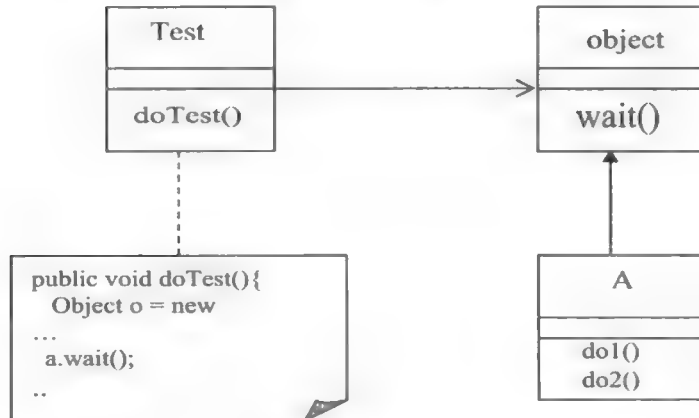 Test
doTest()
object
wait()
public void doTest(){
Object o = new
...
a.wait();
..
A
do1()
do2()